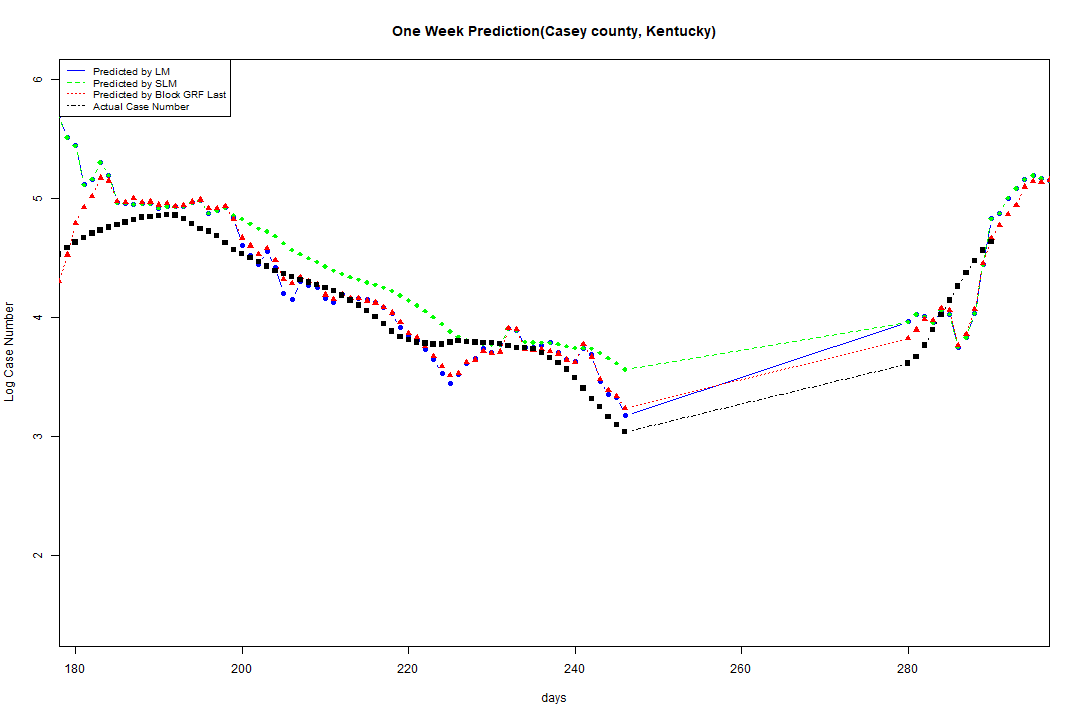 One Week Prediction(Casey county, Kentucky)
Predicted by LM
Predicted by SLM
Predicted by Block GRF Last
Actual Case Number
6
5
4
3
2
Log Case Number
180 200 220 240 260 280
days